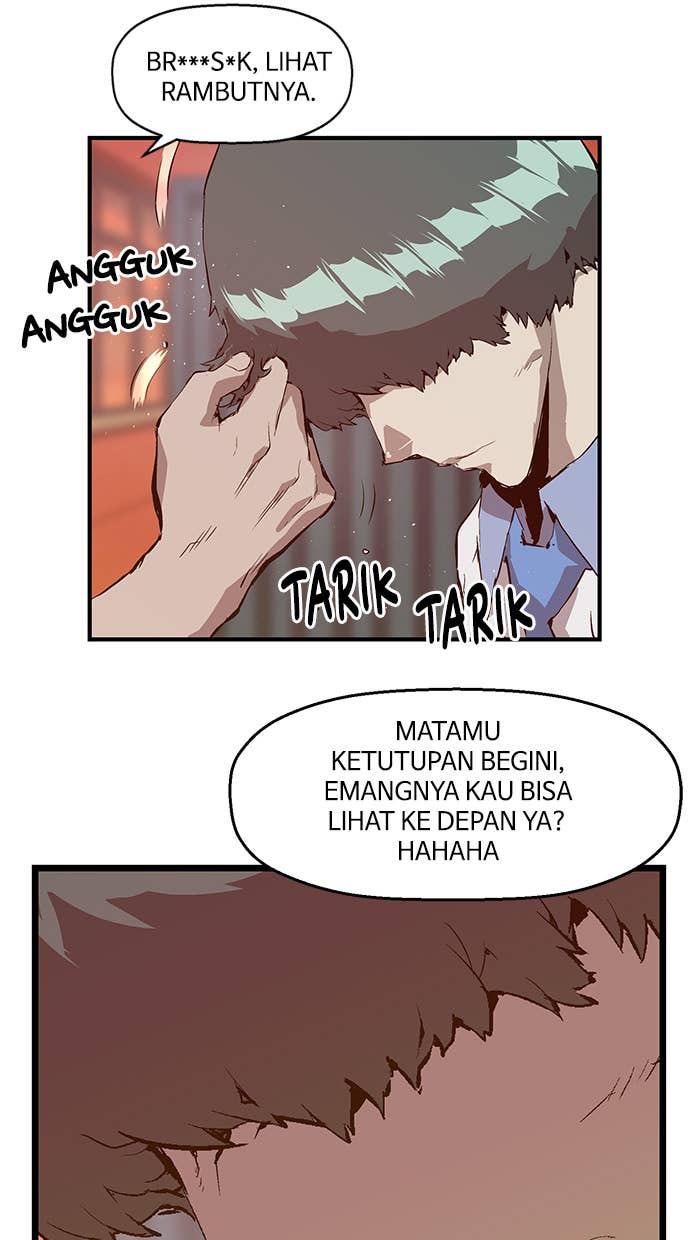 BR***S*K, LIHAT
RAMBUTNYA.
ANGGUK
ANGGUK
TARIK
TARIK
MATAMU
KETUTUPAN BEGINI,
EMANGNYA KAU BISA
LIHAT KE DEPAN YA?
HAHAHA